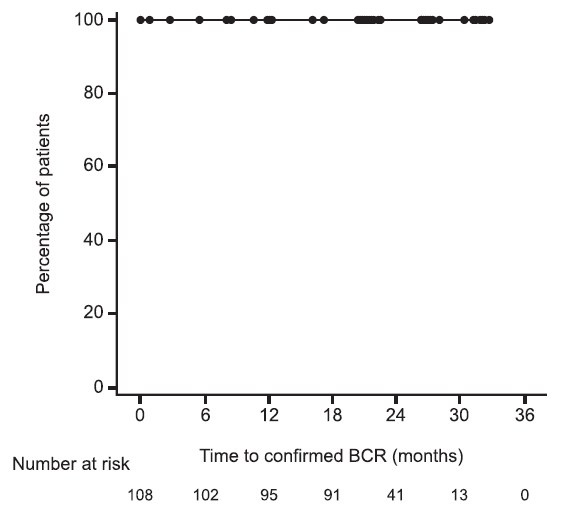 Percentage of patients
100
80
60
40
20
0
0 6 12 18 24 30 36
Time to confirmed BCR (months)
Number at risk
108 102 95 91 41 13 0